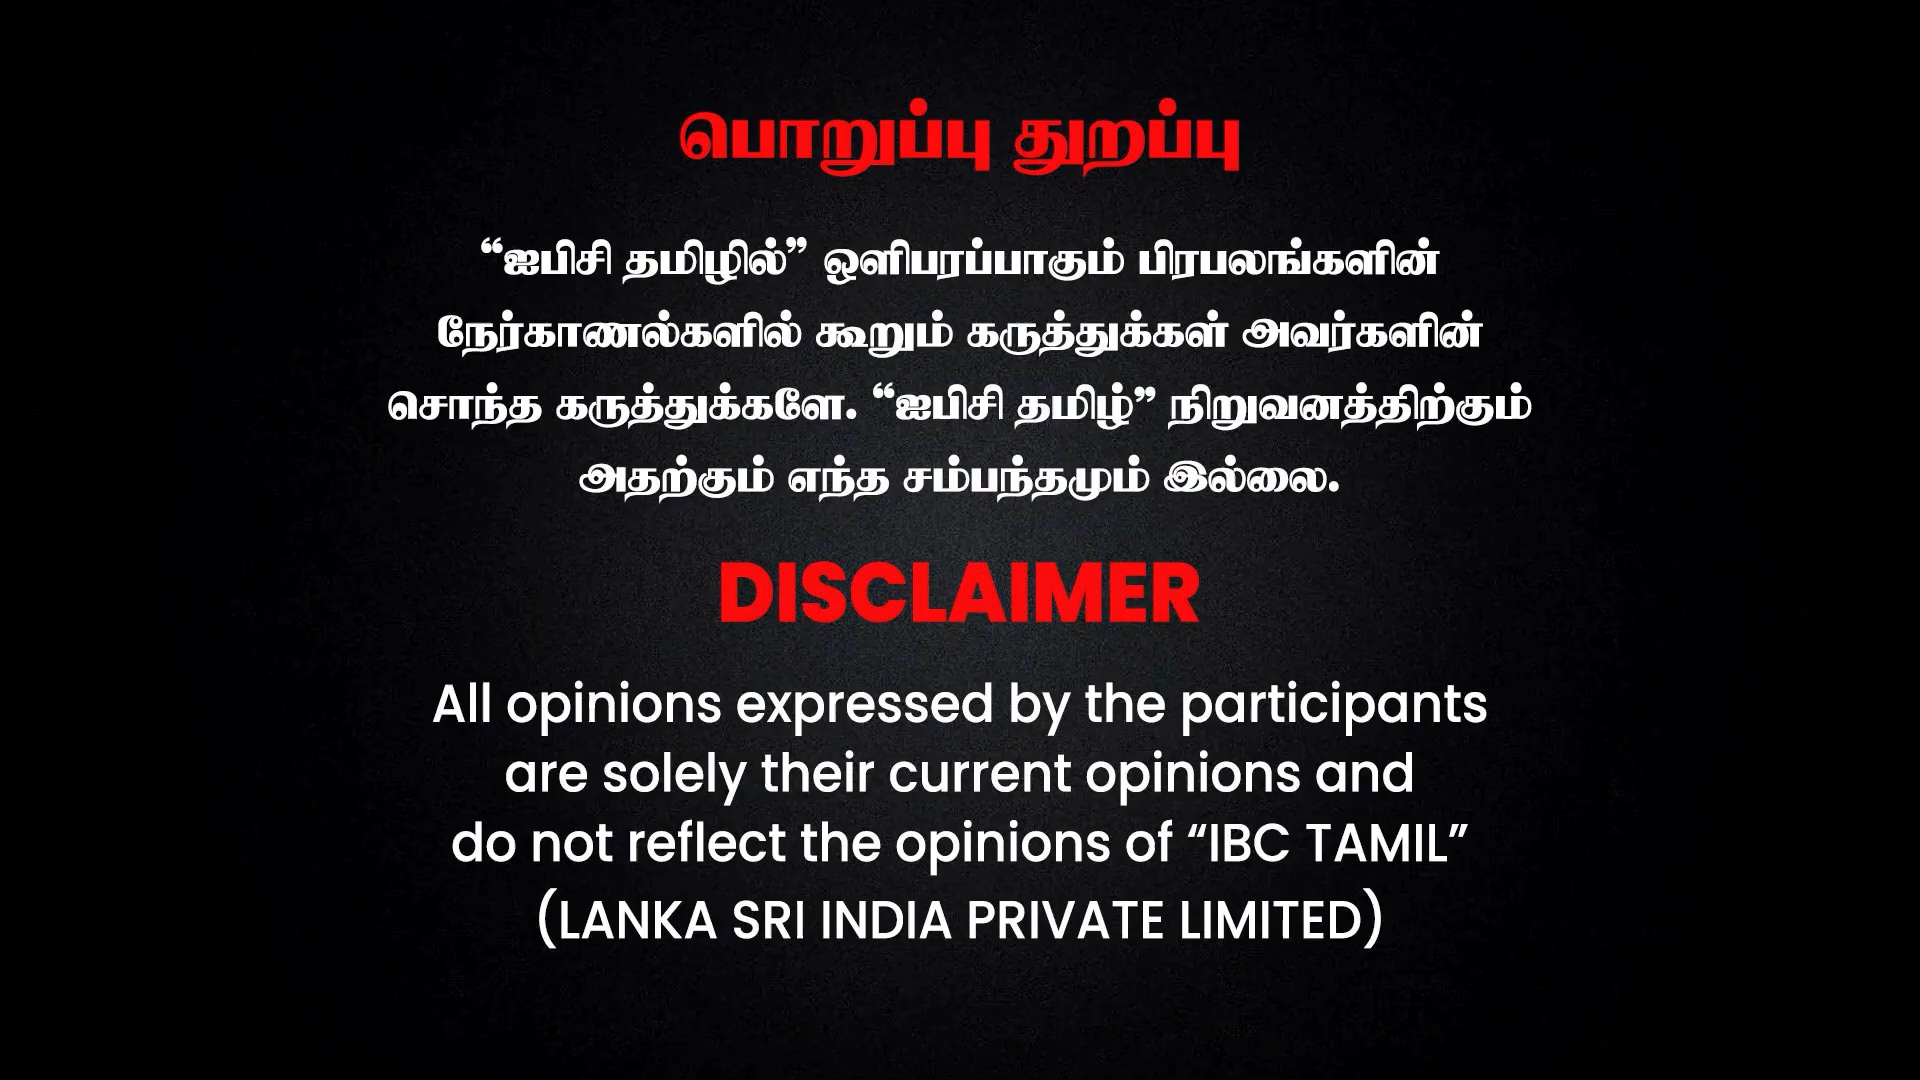 பொறுப்பு துறப்பு
“ஐபிசி தமிழில்” ஒளிபரப்பாகும் பிரபலங்களின்
நேர்காணல்களில் கூறும் கருத்துக்கள் அவர்களின்
சொந்த கருத்துக்களே. “ஐபிசி தமிழ்” நிறுவனத்திற்கும்
அதற்கும் எந்த சம்பந்தமும் இல்லை.
DISCLAIMER
All opinions expressed by the participants
are solely their current opinions and
do not reflect the opinions of “IBC TAMIL”
(LANKA SRI INDIA PRIVATE LIMITED)